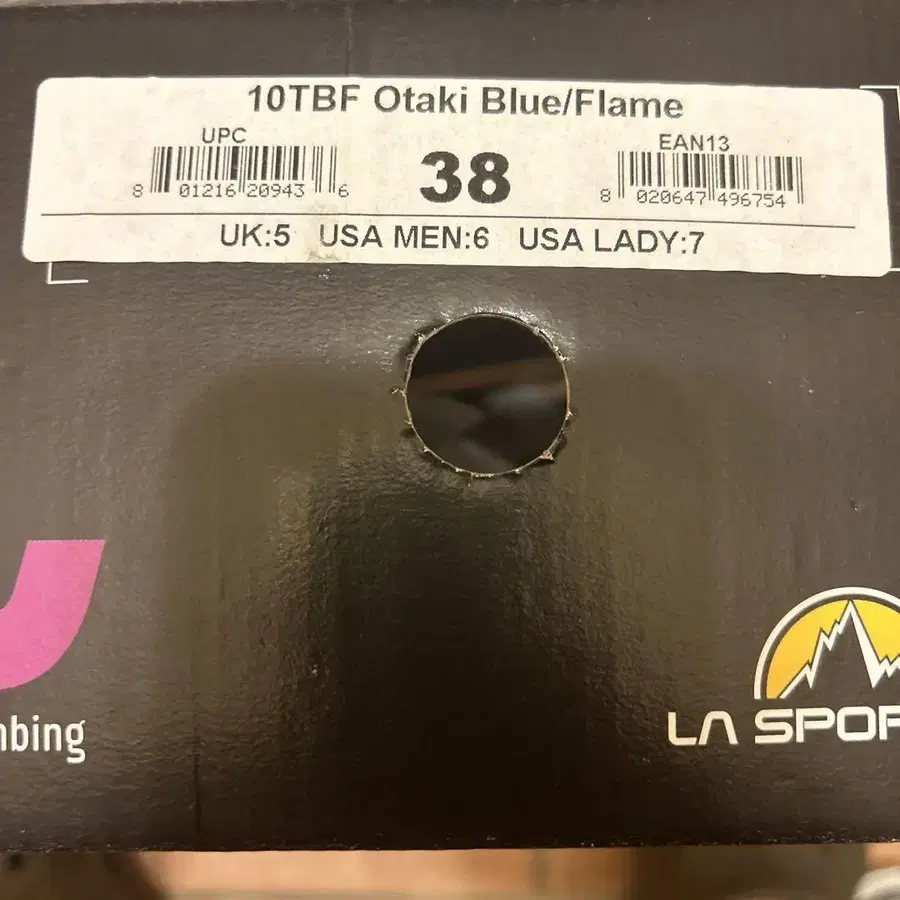 10TBF Otaki Blue/Flame
UPC
EAN13
38
8 01216 20943 6
8 020647 496754
UK:5 USA MEN:6 USA LADY:7
mbing
LA SPOR